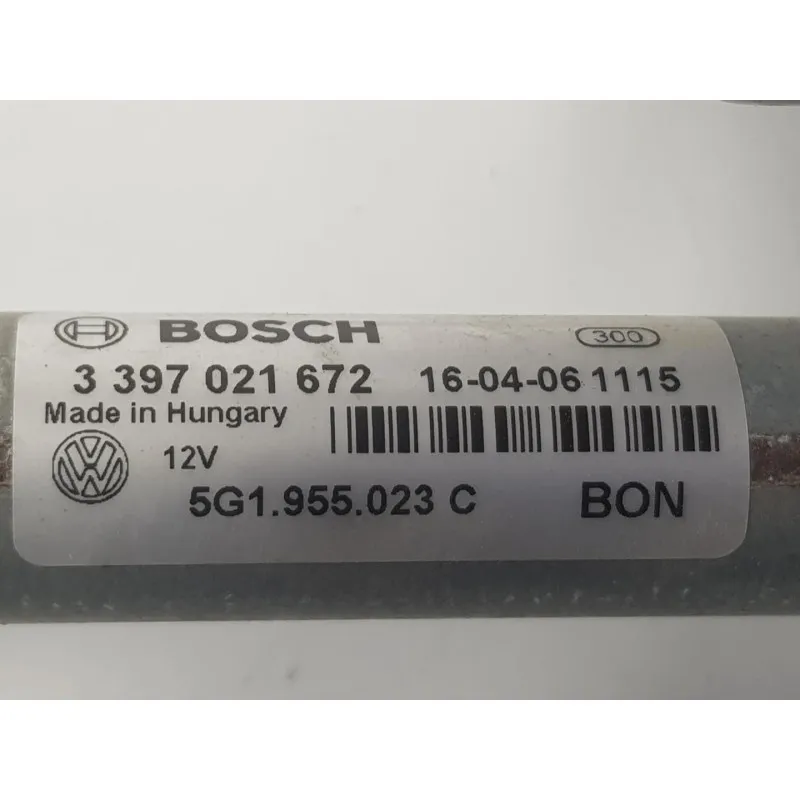 BOSCH 300
3 397 021 672 16-04-06 1115
Made in Hungary
12V
5G1.955.023 C BON